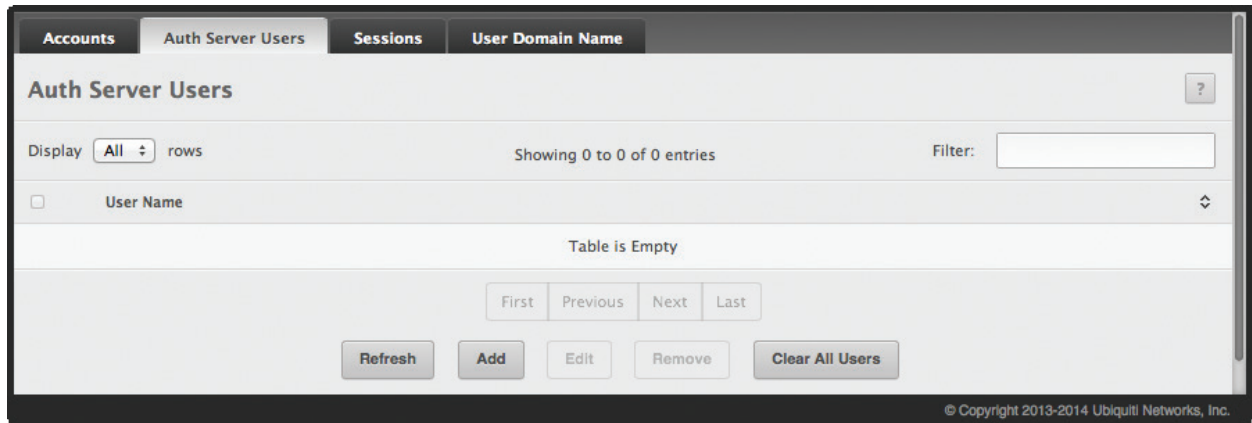 Accounts Auth Server Users Sessions User Domain Name
Auth Server Users ?
Display All rows Showing 0 to 0 of 0 entries Filter:
User Name
Table is Empty
First Previous Next Last
Refresh Add Edit Remove Clear All Users
© Copyright 2013-2014 Ubiquiti Networks, Inc.